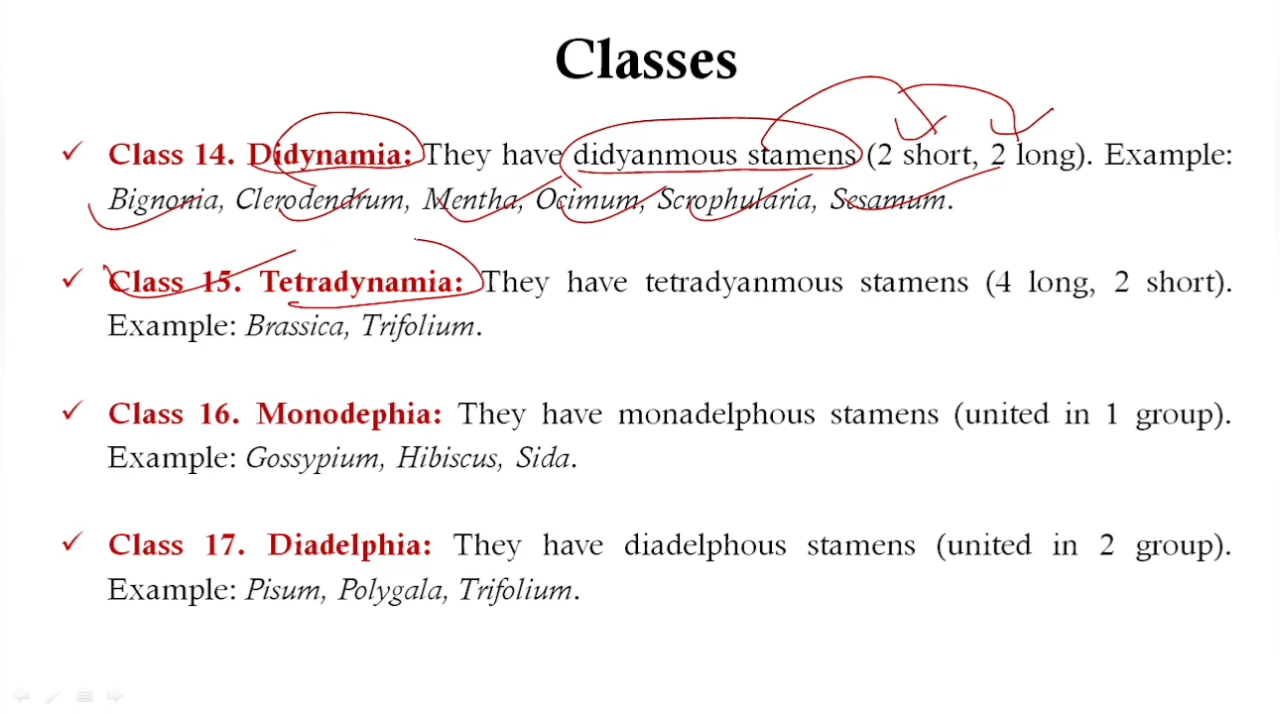 Classes
✓ Class 14. Didynamia: They have didyanmous stamens (2 short, 2 long). Example:
Bignonia, Clerodendrum, Mentha, Ocimum, Scrophularia, Sesamum.
✓ Class 15. Tetradynamia: They have tetradyanmous stamens (4 long, 2 short).
Example: Brassica, Trifolium.
✓ Class 16. Monodephia: They have monadelphous stamens (united in 1 group).
Example: Gossypium, Hibiscus, Sida.
✓ Class 17. Diadelphia: They have diadelphous stamens (united in 2 group).
Example: Pisum, Polygala, Trifolium.